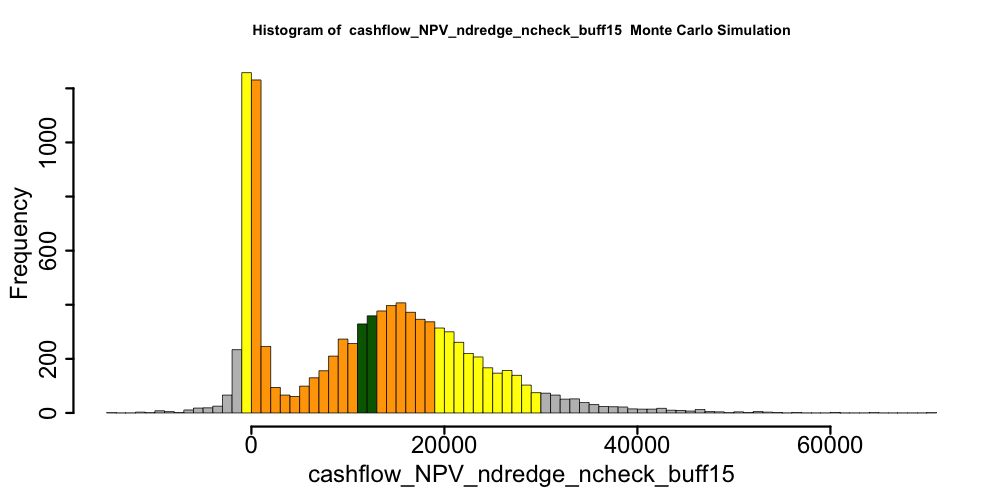 Histogram of cashflow_NPV_ndredge_ncheck_buff15 Monte Carlo Simulation
Frequency
1000
600
200
0
0 20000 40000 60000
cashflow_NPV_ndredge_ncheck_buff15